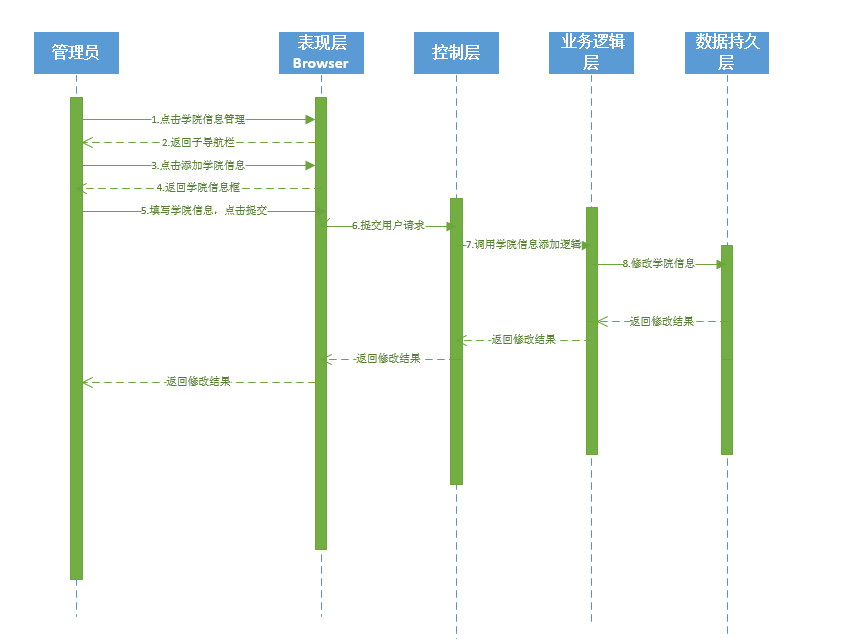 管理员
表现层
Browser
控制层
业务逻辑
层
数据持久
层
1.点击学院信息管理
2.返回子导航栏
3.点击添加学院信息
4.返回学院信息框
5.填写学院信息，点击提交
6.提交用户请求
7.调用学院信息添加逻辑
8.修改学院信息
返回修改结果
返回修改结果
返回修改结果
返回修改结果